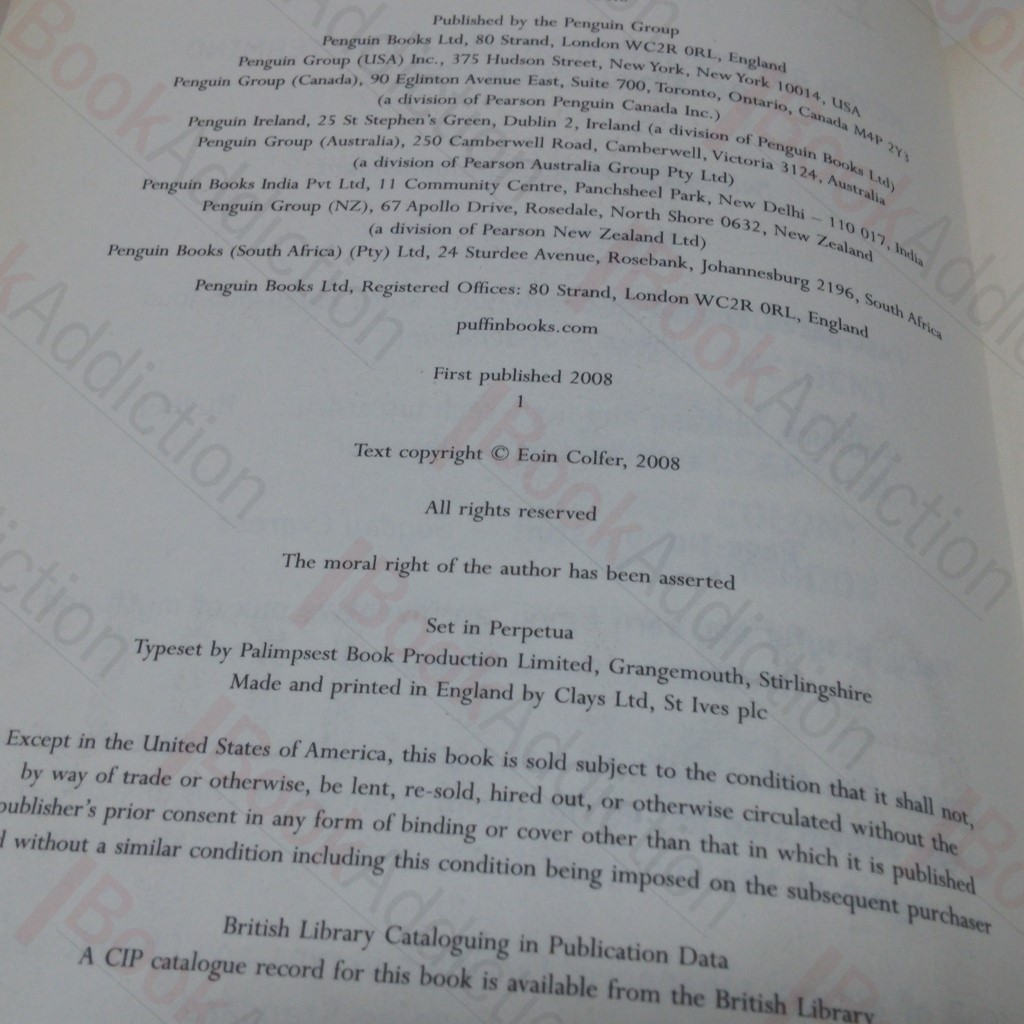 Published by the Penguin Group
Penguin Books Ltd, 80 Strand, London WC2R 0RL, England
Penguin Group (USA) Inc., 375 Hudson Street, New York, New York 10014, USA
Penguin Group (Canada), 90 Eglinton Avenue East, Suite 700, Toronto, Ontario, Canada M4P 2Y3
(a division of Pearson Penguin Canada Inc.)
Penguin Ireland, 25 St Stephen's Green, Dublin 2, Ireland (a division of Penguin Books Ltd)
Penguin Group (Australia), 250 Camberwell Road, Camberwell, Victoria 3124, Australia
(a division of Pearson Australia Group Pty Ltd)
Penguin Books India Pvt Ltd, 11 Community Centre, Panchsheel Park, New Delhi – 110 017, India
Penguin Group (NZ), 67 Apollo Drive, Rosedale, North Shore 0632, New Zealand
(a division of Pearson New Zealand Ltd)
Penguin Books (South Africa) (Pty) Ltd, 24 Sturdee Avenue, Rosebank, Johannesburg 2196, South Africa
Penguin Books Ltd, Registered Offices: 80 Strand, London WC2R 0RL, England
puffinbooks.com
First published 2008
1
Text copyright © Eoin Colfer, 2008
All rights reserved
The moral right of the author has been asserted
Set in Perpetua
Typeset by Palimpsest Book Production Limited, Grangemouth, Stirlingshire
Made and printed in England by Clays Ltd, St Ives plc
Except in the United States of America, this book is sold subject to the condition that it shall not,
by way of trade or otherwise, be lent, re-sold, hired out, or otherwise circulated without the
publisher's prior consent in any form of binding or cover other than that in which it is published
without a similar condition including this condition being imposed on the subsequent purchaser
British Library Cataloguing in Publication Data
A CIP catalogue record for this book is available from the British Library
BookAddiction